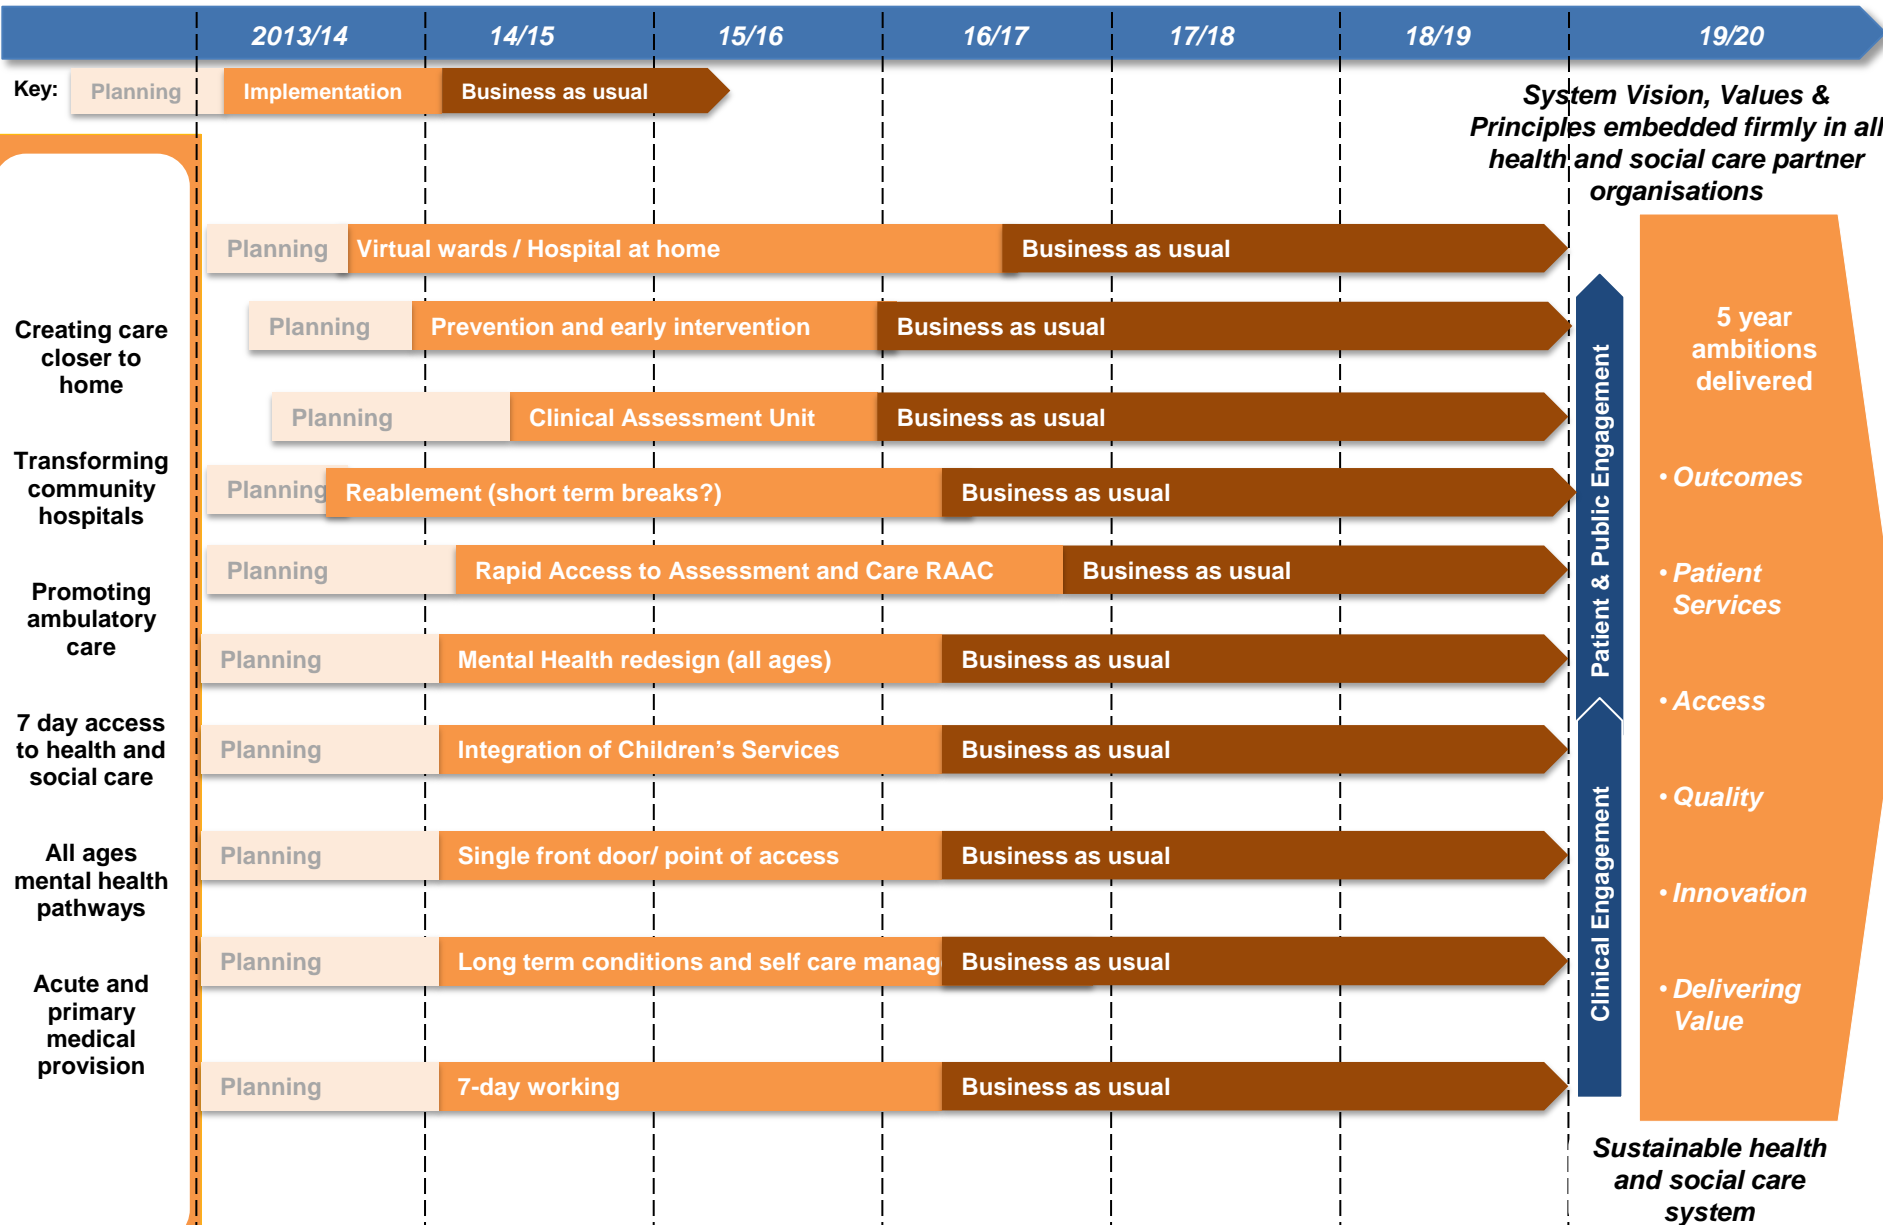 2013/14 14/15 15/16 16/17 17/18 18/19 19/20
Key: Planning Implementation Business as usual
System Vision, Values &
Principles embedded firmly in all
health and social care partner
organisations
Creating care
closer to
home
Transforming
community
hospitals
Promoting
ambulatory
care
7 day access
to health and
social care
All ages
mental health
pathways
Acute and
primary
medical
provision
Planning Virtual wards / Hospital at home Business as usual
Planning Prevention and early intervention Business as usual
Planning Clinical Assessment Unit Business as usual
Planning Reablement (short term breaks?) Business as usual
Planning Rapid Access to Assessment and Care RAAC Business as usual
Planning Mental Health redesign (all ages) Business as usual
Planning Integration of Children’s Services Business as usual
Planning Single front door/ point of access Business as usual
Planning Long term conditions and self care manag Business as usual
Planning 7-day working Business as usual
Patient & Public Engagement
Clinical Engagement
5 year
ambitions
delivered
• Outcomes
• Patient
Services
• Access
• Quality
• Innovation
• Delivering
Value
Sustainable health
and social care
system